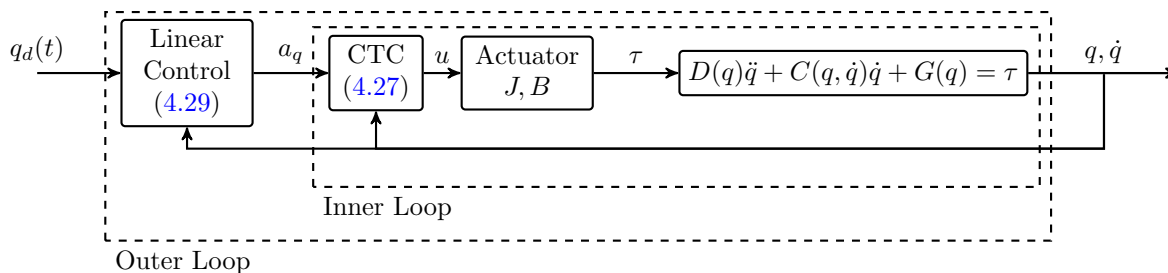 q_d(t)
Linear
Control
(4.29)
a_q
CTC
(4.27)
u
Actuator
J, B
τ
D(q)q̈ + C(q, q̇)q̇ + G(q) = τ
q, q̇
Inner Loop
Outer Loop